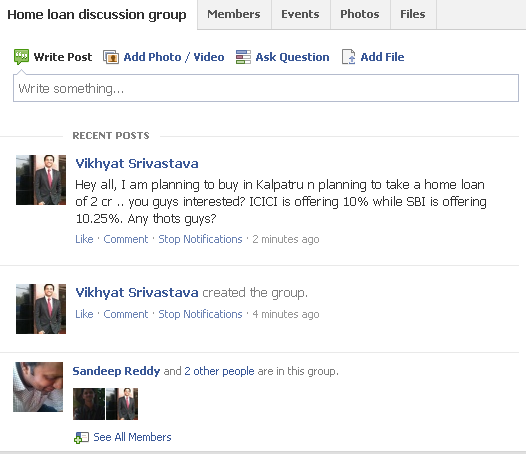 Home loan discussion group Members Events Photos Files
Write Post Add Photo / Video Ask Question Add File
Write something...
RECENT POSTS
Vikhyat Srivastava
Hey all, I am planning to buy in Kalpatru n planning to take a home loan
of 2 cr .. you guys interested? ICICI is offering 10% while SBI is offering
10.25%. Any thots guys?
Like · Comment · Stop Notifications · 2 minutes ago
Vikhyat Srivastava created the group.
Like · Comment · Stop Notifications · 4 minutes ago
Sandeep Reddy and 2 other people are in this group.
See All Members